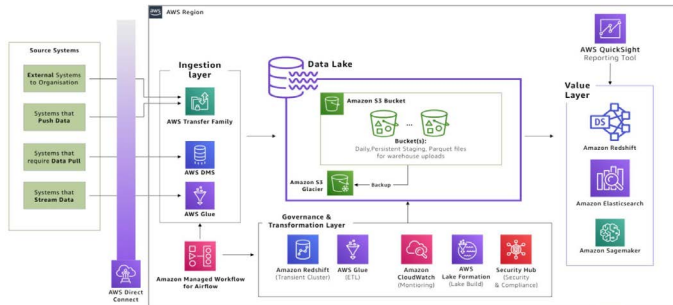 aws
AWS Region
Source Systems
External Systems
to Organisation
Systems that
Push Data
Systems that
require Data Pull
Systems that
Stream Data
AWS Direct
Connect
Ingestion
layer
AWS Transfer Family
AWS DMS
AWS Glue
Amazon Managed Workflow
for Airflow
Data Lake
Amazon S3 Bucket
...
Bucket(s):
Daily,Persistent Staging, Parquet files
for warehouse uploads
Amazon S3
Glacier
Backup
Governance &
Transformation Layer
Amazon Redshift
(Transient Cluster)
AWS Glue
(ETL)
Amazon
CloudWatch
(Monitoring)
AWS
Lake Formation
(Lake Build)
Security Hub
(Security
& Compliance)
AWS QuickSight
Reporting Tool
Value
Layer
DS
Amazon Redshift
Amazon Elasticsearch
Amazon Sagemaker